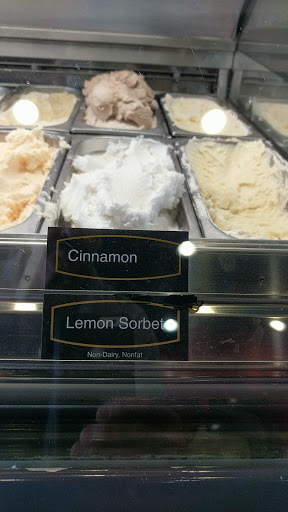 Cinnamon
Lemon Sorbet
Non-Dairy, Nonfat